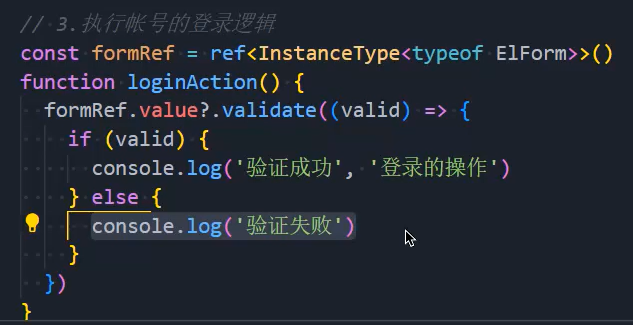 // 3.执行帐号的登录逻辑
const formRef = ref<InstanceType<typeof ElForm>>()
function loginAction() {
formRef.value?.validate((valid) => {
if (valid) {
console.log('验证成功', '登录的操作')
} else {
console.log('验证失败')
}
})
}